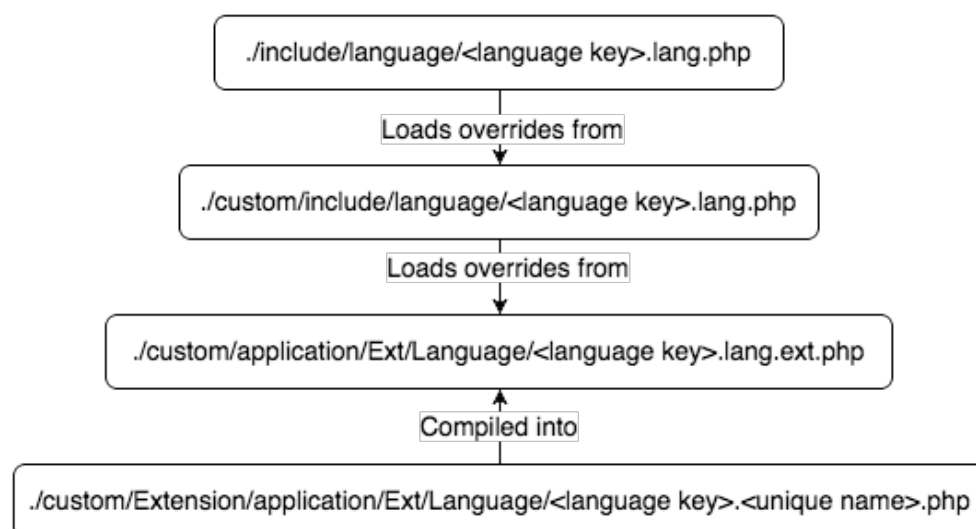 ./include/language/<language key>.lang.php
Loads overrides from
./custom/include/language/<language key>.lang.php
Loads overrides from
./custom/application/Ext/Language/<language key>.lang.ext.php
Compiled into
./custom/Extension/application/Ext/Language/<language key>.<unique name>.php